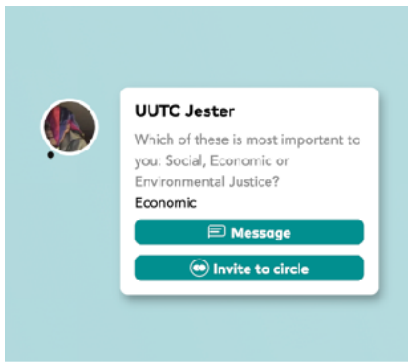 UUTC Jester
Which of these is most important to
you: Social, Economic or
Environmental Justice?
Economic
Message
Invite to circle